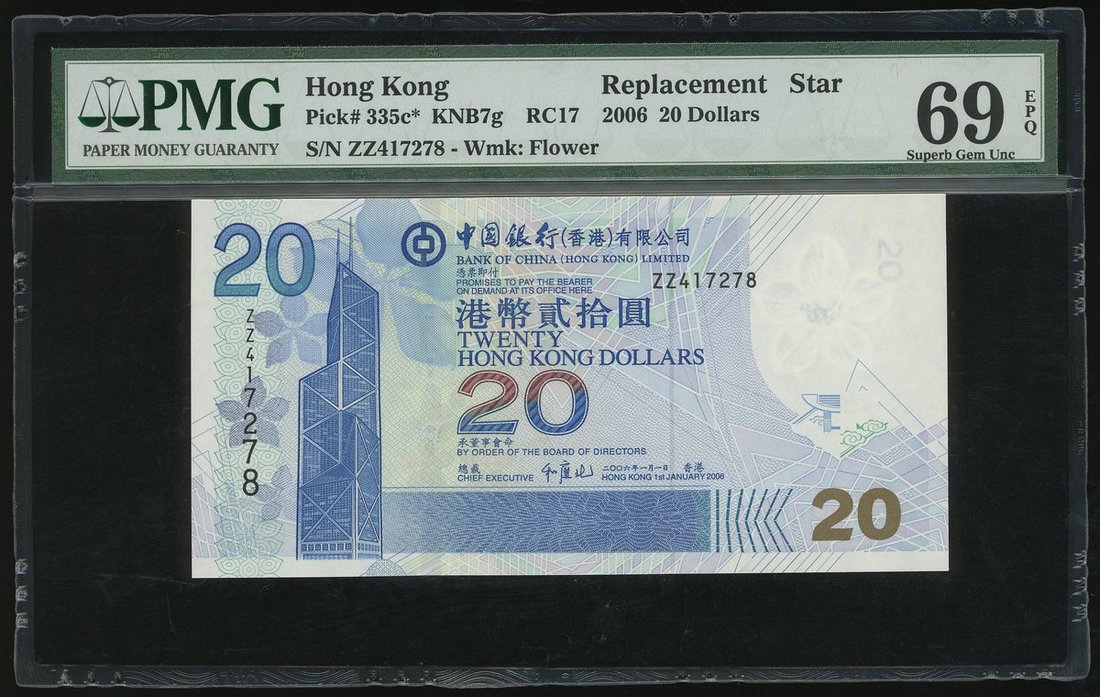 PMG
PAPER MONEY GUARANTY
Hong Kong Replacement Star
Pick# 335c* KNB7g RC17 2006 20 Dollars
S/N ZZ417278 - Wmk: Flower
69
EPQ
Superb Gem Unc
20
中国銀行(香港)有限公司
BANK OF CHINA (HONG KONG) LIMITED
憑票即付
PROMISES TO PAY THE BEARER
ON DEMAND AT ITS OFFICE HERE
ZZ417278
港幣貳拾圓
TWENTY
HONG KONG DOLLARS
20
ZZ417278
承董事會命
BY ORDER OF THE BOARD OF DIRECTORS
總裁
CHIEF EXECUTIVE
二〇〇六年一月一日 香港
HONG KONG 1st JANUARY 2006
20